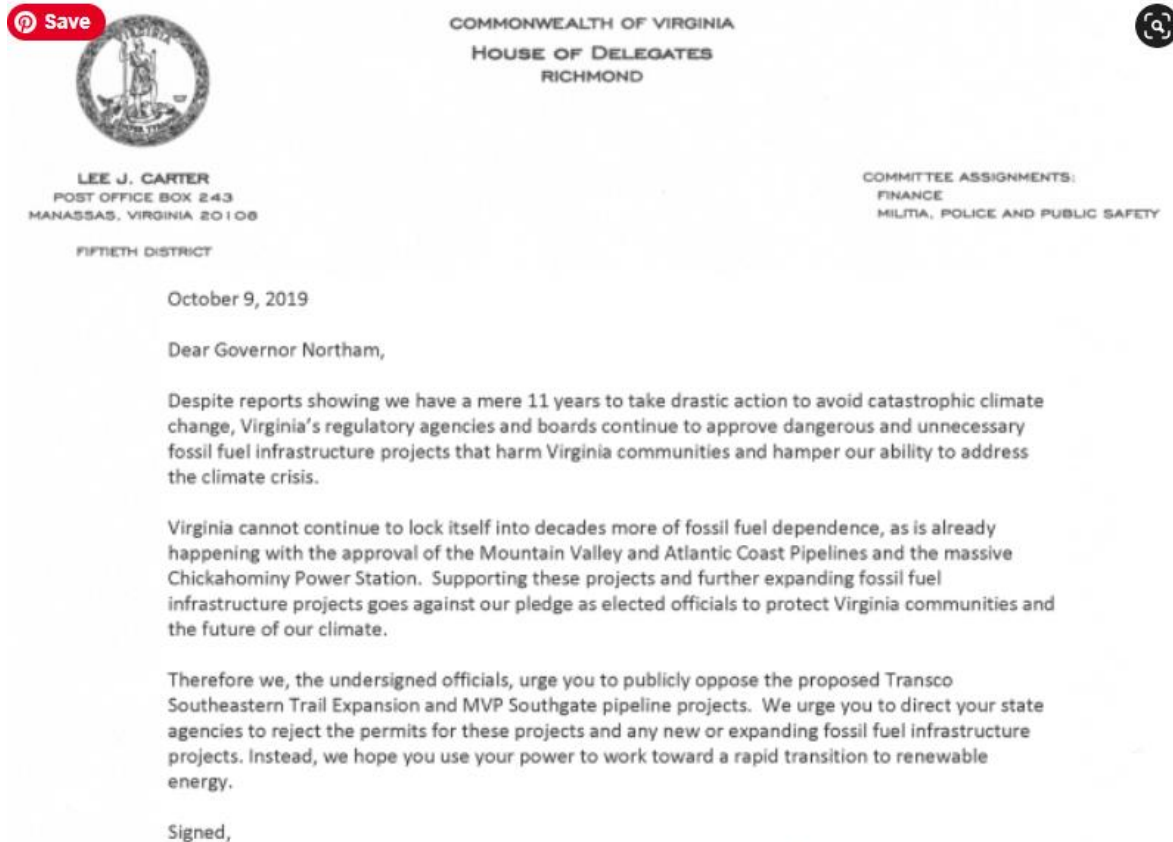 Save
COMMONWEALTH OF VIRGINIA
HOUSE OF DELEGATES
RICHMOND
VIRGINIA
LEE J. CARTER
POST OFFICE BOX 243
MANASSAS, VIRGINIA 20108
FIFTIETH DISTRICT
COMMITTEE ASSIGNMENTS:
FINANCE
MILITIA, POLICE AND PUBLIC SAFETY
October 9, 2019
Dear Governor Northam,
Despite reports showing we have a mere 11 years to take drastic action to avoid catastrophic climate
change, Virginia's regulatory agencies and boards continue to approve dangerous and unnecessary
fossil fuel infrastructure projects that harm Virginia communities and hamper our ability to address
the climate crisis.
Virginia cannot continue to lock itself into decades more of fossil fuel dependence, as is already
happening with the approval of the Mountain Valley and Atlantic Coast Pipelines and the massive
Chickahominy Power Station.  Supporting these projects and further expanding fossil fuel
infrastructure projects goes against our pledge as elected officials to protect Virginia communities and
the future of our climate.
Therefore we, the undersigned officials, urge you to publicly oppose the proposed Transco
Southeastern Trail Expansion and MVP Southgate pipeline projects.  We urge you to direct your state
agencies to reject the permits for these projects and any new or expanding fossil fuel infrastructure
projects. Instead, we hope you use your power to work toward a rapid transition to renewable
energy.
Signed,